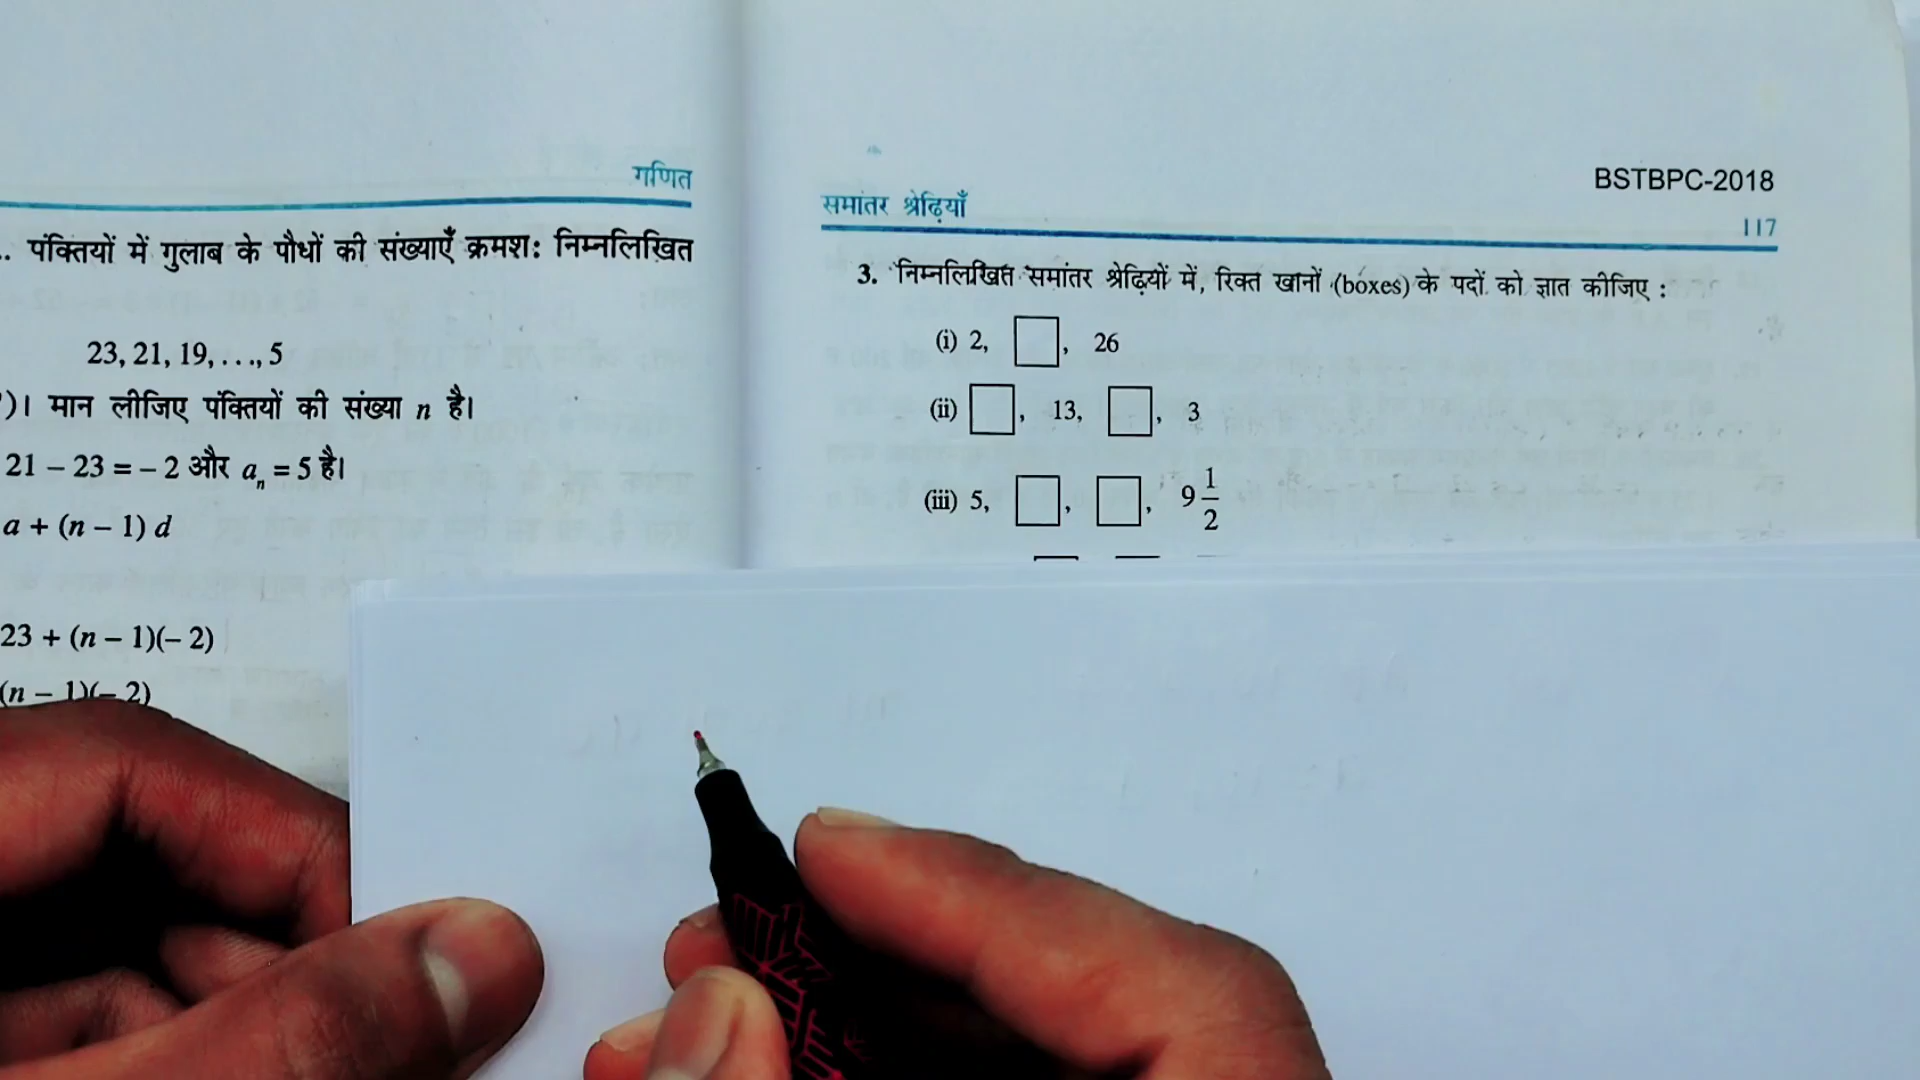 गणित
.. पंक्तियों में गुलाब के पौधों की संख्याएँ क्रमश: निम्नलिखित
23, 21, 19, . . ., 5
')। मान लीजिए पंक्तियों की संख्या n है।
21 – 23 = – 2 और aₙ = 5 है।
a + (n – 1) d
23 + (n – 1)(– 2)
(n – 1)(– 2)
BSTBPC-2018
समांतर श्रेढ़ियाँ
117
3. निम्नलिखित समांतर श्रेढ़ियों में, रिक्त खानों (boxes) के पदों को ज्ञात कीजिए :
(i) 2, □, 26
(ii) □, 13, □, 3
(iii) 5, □, □, 9 1/2